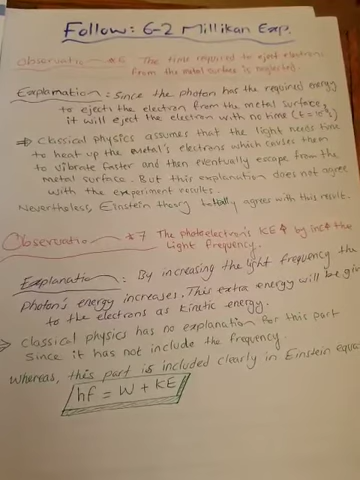 Follow: 6-2 Millikan Exp.
Observation *6 The time required to eject electrons
from the metal surface is neglected.
Explanation: Since the photon has the required energy
to ejects the electron from the metal surface,
it will eject the electron with no time
⇒ Classical physics assumes that the light needs time
to heat up the metal's electrons which causes them
to vibrate faster and then eventually escape from the
metal surface. But this explanation does not agree
with the experiment results.
Nevertheless, Einstein theory totally agrees with this result.
Observation *7 The photoelectron's KE ↑ by inc↑ the
light frequency.
Explanation: By increasing the light frequency the
photon's energy increases. This extra energy will be giv
to the electrons as kinetic energy.
⇒ Classical physics has no explanation for this part
Since it has not include the frequency.
Whereas, this part is included clearly in Einstein equa
hf = W + KE